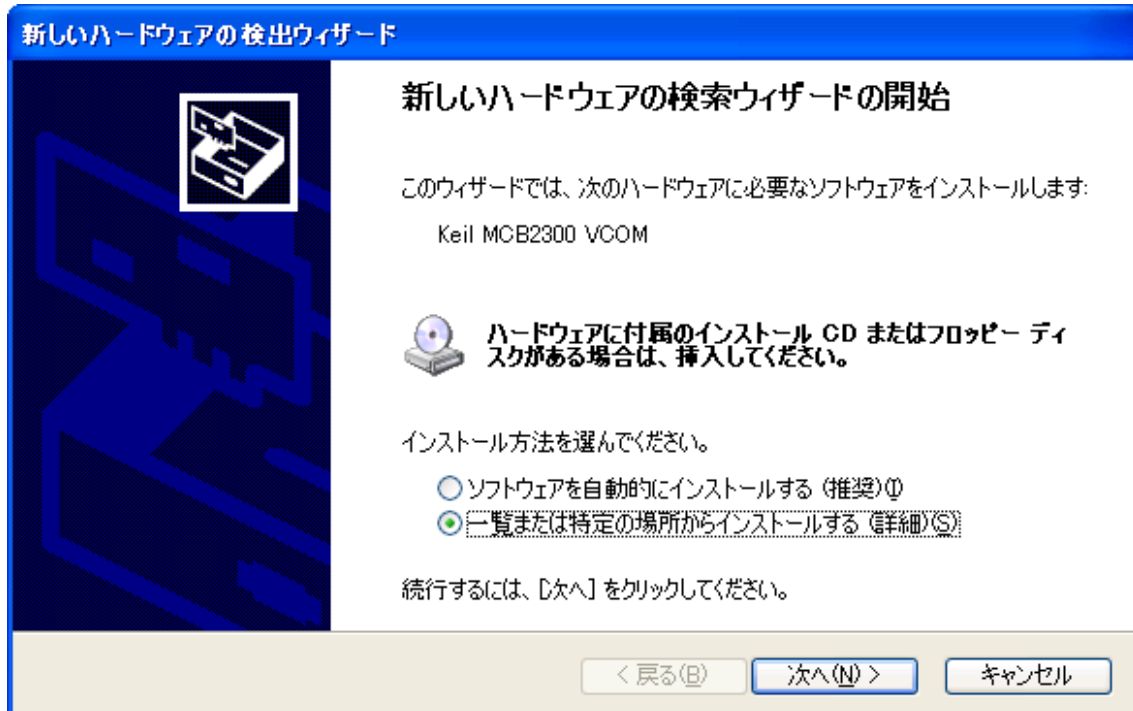 新しいハードウェアの検出ウィザード
新しいハードウェアの検索ウィザードの開始
このウィザードでは、次のハードウェアに必要なソフトウェアをインストールします:
Keil MCB2300 VCOM
ハードウェアに付属のインストール CD またはフロッピー ディ
スクがある場合は、挿入してください。
インストール方法を選んでください。
ソフトウェアを自動的にインストールする (推奨)(I)
一覧または特定の場所からインストールする (詳細)(S)
続行するには、[次へ] をクリックしてください。
< 戻る(B) 次へ(N) > キャンセル